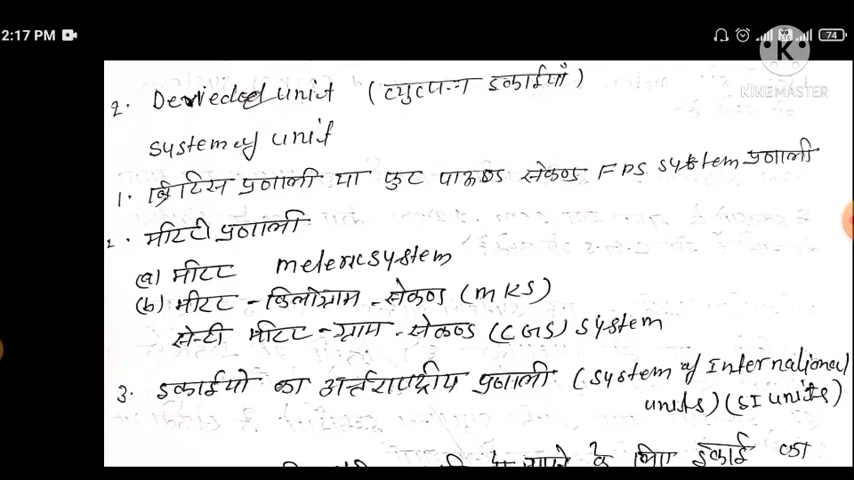 2:17 PM
74
K
KINEMASTER
2. Derieded unit (व्युत्पन्न इकाईयाँ)
System of unit
1. ब्रिटिस प्रणाली या फुट पाऊण्ड सेकण्ड FPS System प्रणाली
2. मीटरी प्रणाली
(a) मीटर meteric system
(b) मीटर - किलोग्राम - सेकण्ड (MKS)
सेन्टी मीटर - ग्राम - सेकण्ड (CGS) System
3. इकाईयो का अर्न्तराष्ट्रीय प्रणाली (System of International
units) (SI units)
के लिए इकाई का